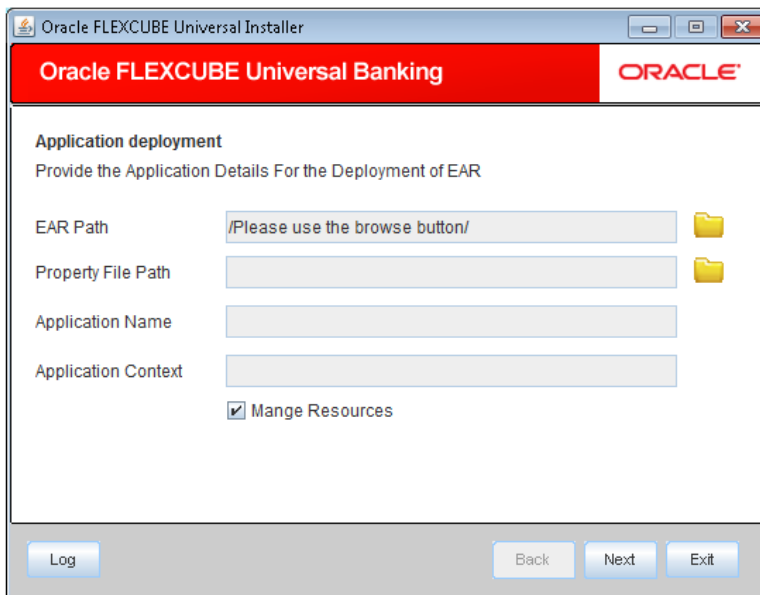 Oracle FLEXCUBE Universal Installer
Oracle FLEXCUBE Universal Banking
ORACLE
Application deployment
Provide the Application Details For the Deployment of EAR
EAR Path /Please use the browse button/
Property File Path
Application Name
Application Context
Mange Resources
Log Back Next Exit